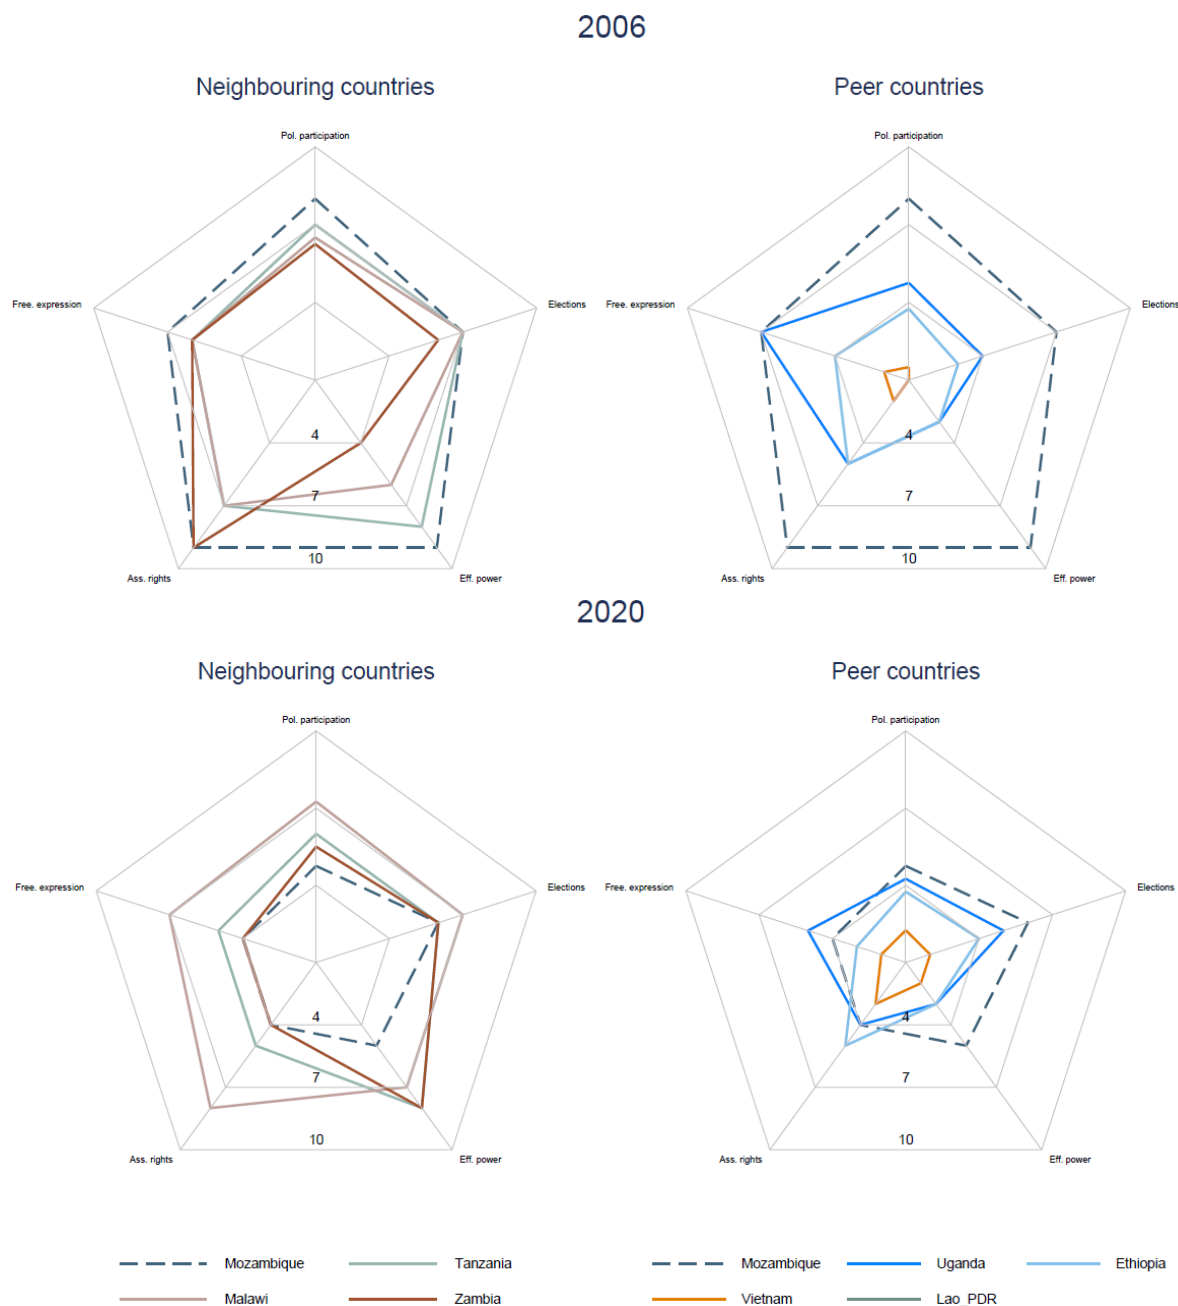 2006
Neighbouring countries
Peer countries
Pol. participation
Pol. participation
Free. expression
Elections
Free. expression
Elections
4
4
7
7
10
10
Ass. rights
Eff. power
Ass. rights
Eff. power
2020
Neighbouring countries
Peer countries
Pol. participation
Pol. participation
Free. expression
Elections
Free. expression
Elections
4
4
7
7
10
10
Ass. rights
Eff. power
Ass. rights
Eff. power
Mozambique
Tanzania
Mozambique
Uganda
Ethiopia
Malawi
Zambia
Vietnam
Lao_PDR